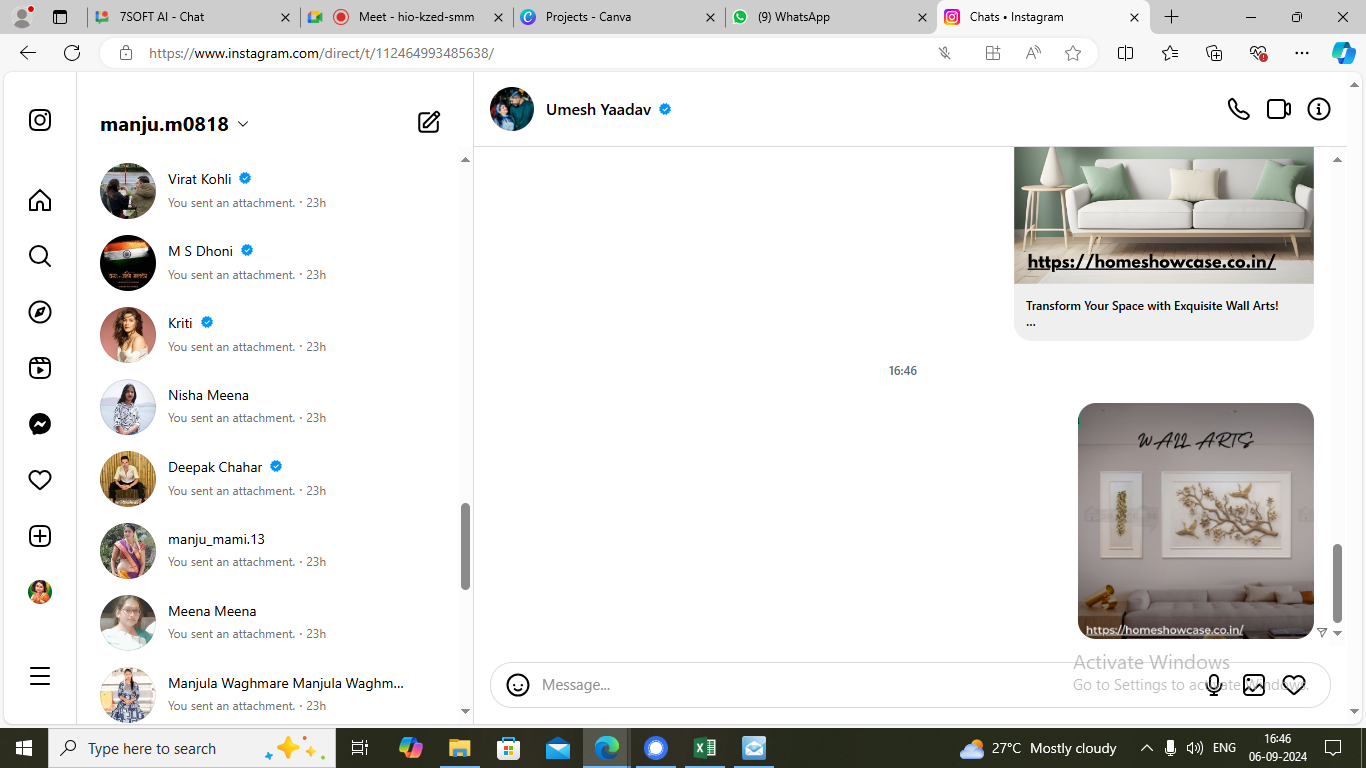 7SOFT AI - Chat
Meet - hio-kzed-smm
Projects - Canva
(9) WhatsApp
Chats • Instagram
https://www.instagram.com/direct/t/112464993485638/
manju.m0818
Virat Kohli
You sent an attachment. · 23h
M S Dhoni
You sent an attachment. · 23h
Kriti
You sent an attachment. · 23h
Nisha Meena
You sent an attachment. · 23h
Deepak Chahar
You sent an attachment. · 23h
manju_mami.13
You sent an attachment. · 23h
Meena Meena
You sent an attachment. · 23h
Manjula Waghmare Manjula Waghm...
You sent an attachment. · 23h
Umesh Yaadav
https://homeshowcase.co.in/
Transform Your Space with Exquisite Wall Arts!
...
16:46
WALL ARTS
https://homeshowcase.co.in/
Message...
Activate Windows
Go to Settings to activate Windows.
Type here to search
27°C Mostly cloudy
ENG
16:46
06-09-2024